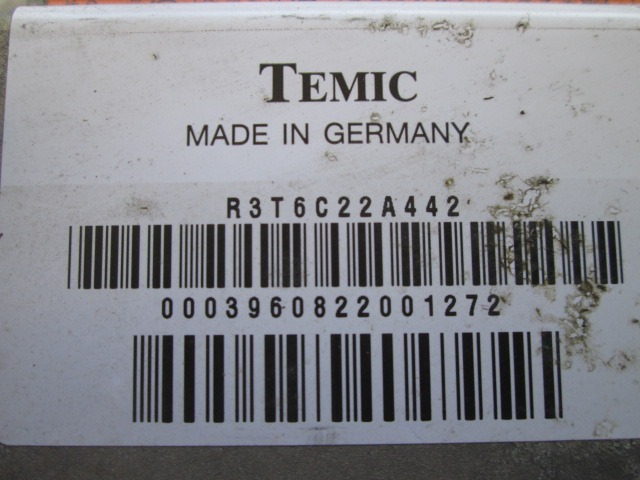 TEMIC
MADE IN GERMANY
R3T6C22A442
0003960822001272